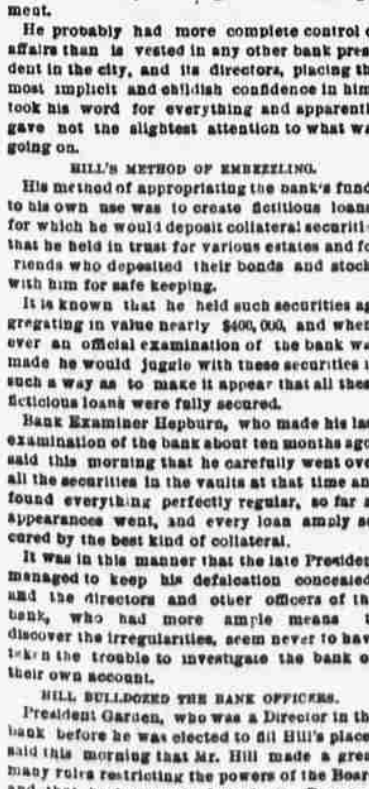 ment.
He probably had more complete control o
affairs than is vested in any other bank pres
dent in the city, and its directors, placing th
most implicit and childish confidence in him
took his word for everything and apparentl
gave not the slightest attention to what wa
going on.
HILL'S METHOD OF EMBEZZLING.
His method of appropriating the bank's fund
to his own use was to create fictitious loans
for which he would deposit collateral securiti
that he held in trust for various estates and fo
riends who deposited their bonds and stock
with him for safe keeping.
It is known that he held such securities ag
gregating in value nearly $400,000, and when
ever an official examination of the bank wa
made he would juggle with these securities i
such a way as to make it appear that all thes
ficticious loans were fully secured.
Bank Examiner Hepburn, who made his las
examination of the bank about ten months ago
said this morning that he carefully went ove
all the securities in the vaults at that time an
found everything perfectly regular, so far a
appearances went, and every loan amply se
cured by the best kind of collateral.
It was in this manner that the late Presiden
managed to keep his defalcation concealed
and the directors and other officers of th
bank, who had more ample means t
discover the irregularities, seem never to hav
taken the trouble to investigate the bank o
their own account.
HILL BULLDOZED THE BANK OFFICERS.
President Garden, who was a Director in th
bank before he was elected to fil Hill's place
said this morning that Mr. Hill made a grea
many rules restricting the powers of the Boar